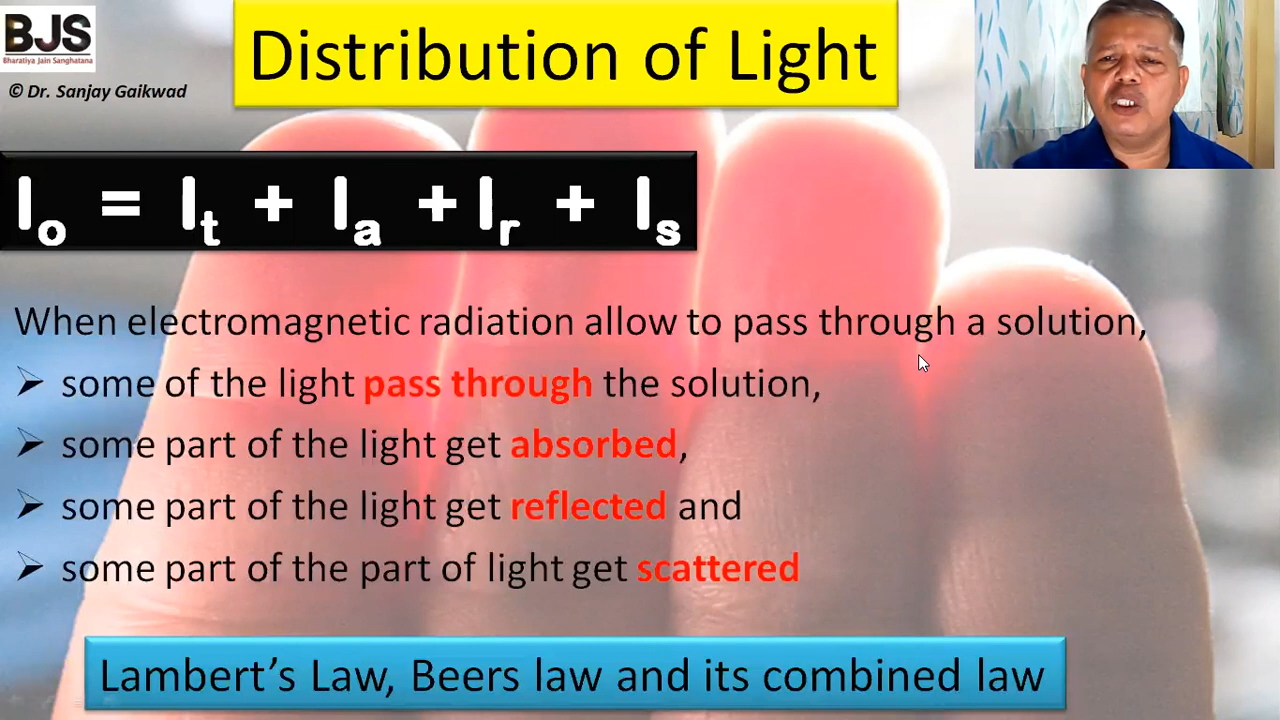 BJS
Bharatiya Jain Sanghatana
© Dr. Sanjay Gaikwad
Distribution of Light
Io = It + Ia + Ir + Is
When electromagnetic radiation allow to pass through a solution,
➢ some of the light pass through the solution,
➢ some part of the light get absorbed,
➢ some part of the light get reflected and
➢ some part of the part of light get scattered
Lambert’s Law, Beers law and its combined law